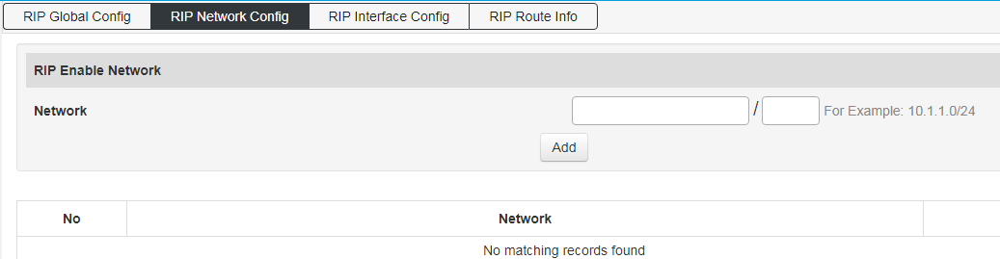 RIP Global Config RIP Network Config RIP Interface Config RIP Route Info
RIP Enable Network
Network / For Example: 10.1.1.0/24
Add
No Network
No matching records found